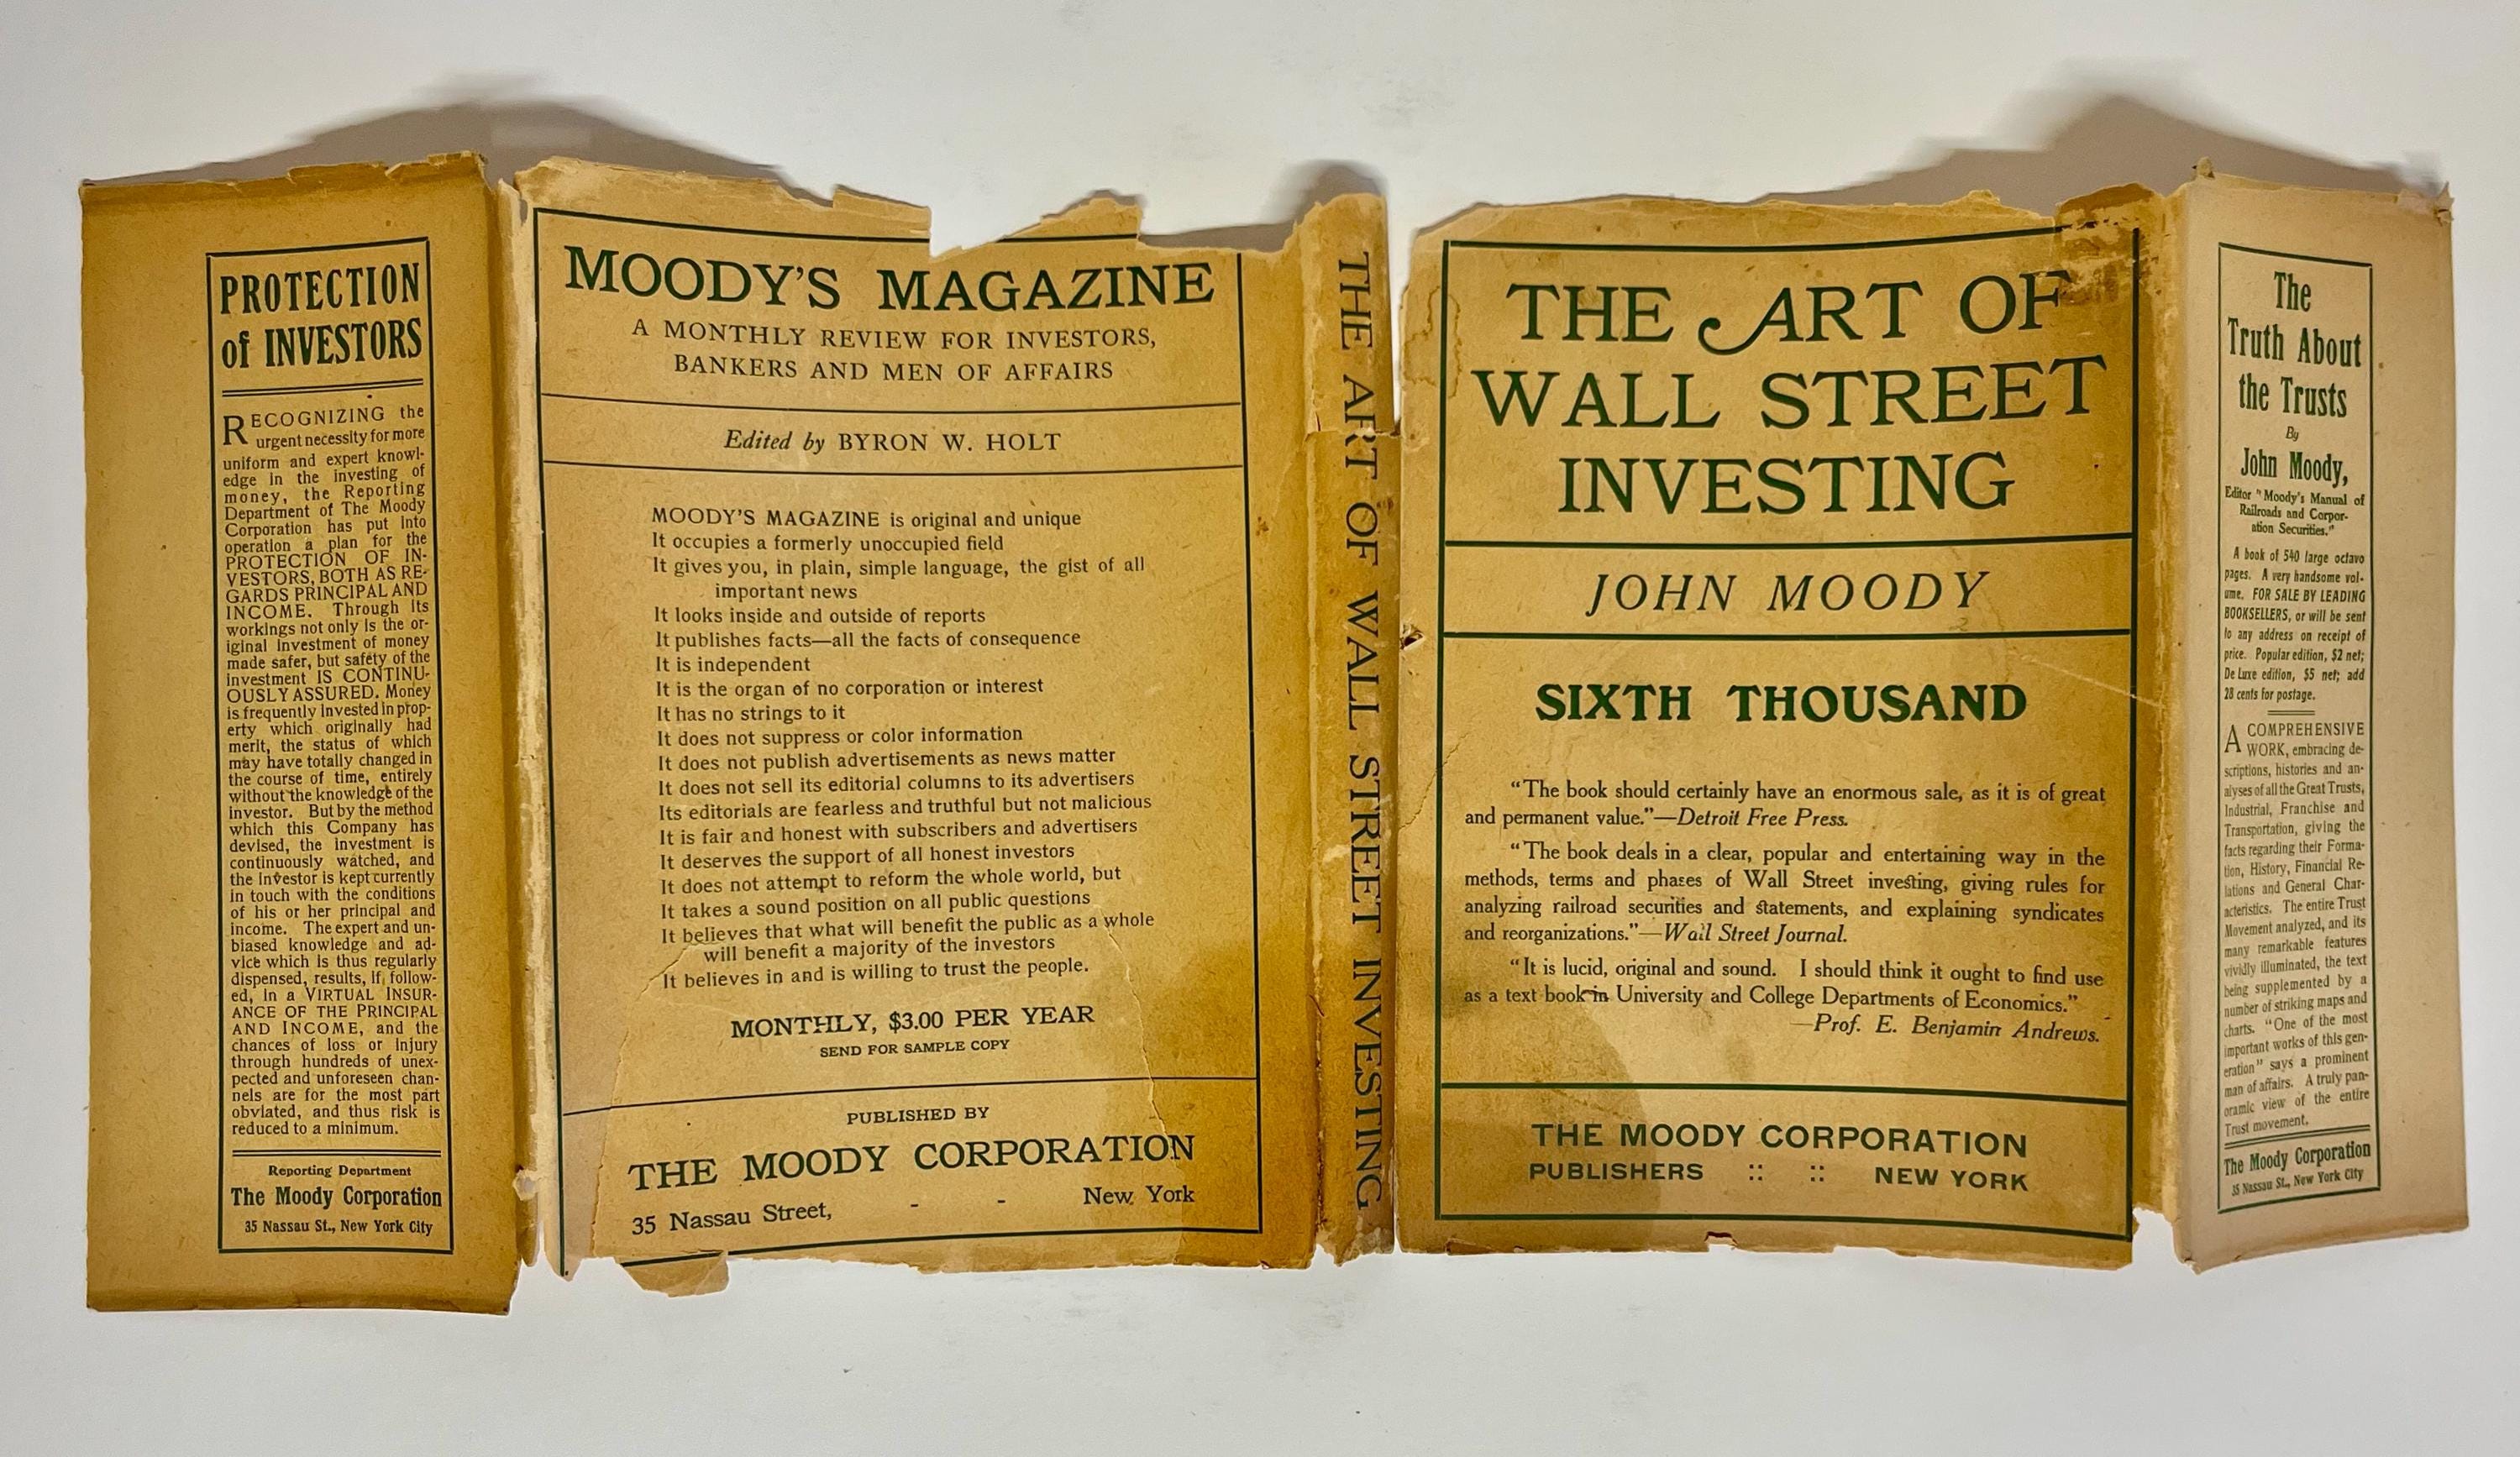 PROTECTION
of INVESTORS
RECOGNIZING the
urgent necessity for more
uniform and expert knowl-
edge in the investing of
money, the Reporting
Department of The Moody
Corporation has put into
operation a plan for the
PROTECTION OF IN-
VESTORS, BOTH AS RE-
GARDS PRINCIPAL AND
INCOME. Through its
workings not only is the or-
iginal investment of money
made safer, but safety of the
investment IS CONTINU-
OUSLY ASSURED. Money
is frequently invested in prop-
erty which originally had
merit, the status of which
may have totally changed in
the course of time, entirely
without the knowledge of the
investor. But by the method
which this Company has
devised, the investment is
continuously watched, and
the investor is kept currently
in touch with the conditions
of his or her principal and
income. The expert and un-
biased knowledge and ad-
vice which is thus regularly
dispensed, results, if follow-
ed, in a VIRTUAL INSUR-
ANCE OF THE PRINCIPAL
AND INCOME, and the
chances of loss or injury
through hundreds of unex-
pected and unforeseen chan-
nels are for the most part
obviated, and thus risk is
reduced to a minimum.
Reporting Department
The Moody Corporation
35 Nassau St., New York City
MOODY'S MAGAZINE
A MONTHLY REVIEW FOR INVESTORS,
BANKERS AND MEN OF AFFAIRS
Edited by BYRON W. HOLT
MOODY'S MAGAZINE is original and unique
It occupies a formerly unoccupied field
It gives you, in plain, simple language, the gist of all
important news
It looks inside and outside of reports
It publishes facts—all the facts of consequence
It is independent
It is the organ of no corporation or interest
It has no strings to it
It does not suppress or color information
It does not publish advertisements as news matter
It does not sell its editorial columns to its advertisers
Its editorials are fearless and truthful but not malicious
It is fair and honest with subscribers and advertisers
It deserves the support of all honest investors
It does not attempt to reform the whole world, but
It takes a sound position on all public questions
It believes that what will benefit the public as a whole
will benefit a majority of the investors
It believes in and is willing to trust the people.
MONTHLY, $3.00 PER YEAR
SEND FOR SAMPLE COPY
PUBLISHED BY
THE MOODY CORPORATION
35 Nassau Street, - - New York
THE ART OF WALL STREET INVESTING
THE ART OF
WALL STREET
INVESTING
JOHN MOODY
SIXTH THOUSAND
"The book should certainly have an enormous sale, as it is of great
and permanent value."—Detroit Free Press.
"The book deals in a clear, popular and entertaining way in the
methods, terms and phases of Wall Street investing, giving rules for
analyzing railroad securities and statements, and explaining syndicates
and reorganizations."—Wall Street Journal.
"It is lucid, original and sound. I should think it ought to find use
as a text book in University and College Departments of Economics."
—Prof. E. Benjamin Andrews.
THE MOODY CORPORATION
PUBLISHERS :: :: NEW YORK
The
Truth About
the Trusts
By
John Moody,
Editor "Moody's Manual of
Railroads and Corpor-
ation Securities."
A book of 540 large octavo
pages. A very handsome vol-
ume. FOR SALE BY LEADING
BOOKSELLERS, or will be sent
to any address on receipt of
price. Popular edition, $2 net;
De Luxe edition, $5 net; add
28 cents for postage.
A COMPREHENSIVE
WORK, embracing de-
scriptions, histories and an-
alyses of all the Great Trusts,
Industrial, Franchise and
Transportation, giving the
facts regarding their Forma-
tion, History, Financial Re-
lations and General Char-
acteristics. The entire Trust
Movement analyzed, and its
many remarkable features
vividly illuminated, the text
being supplemented by a
number of striking maps and
charts. "One of the most
important works of this gen-
eration" says a prominent
man of affairs. A truly pan-
oramic view of the entire
Trust movement.
The Moody Corporation
35 Nassau St., New York City